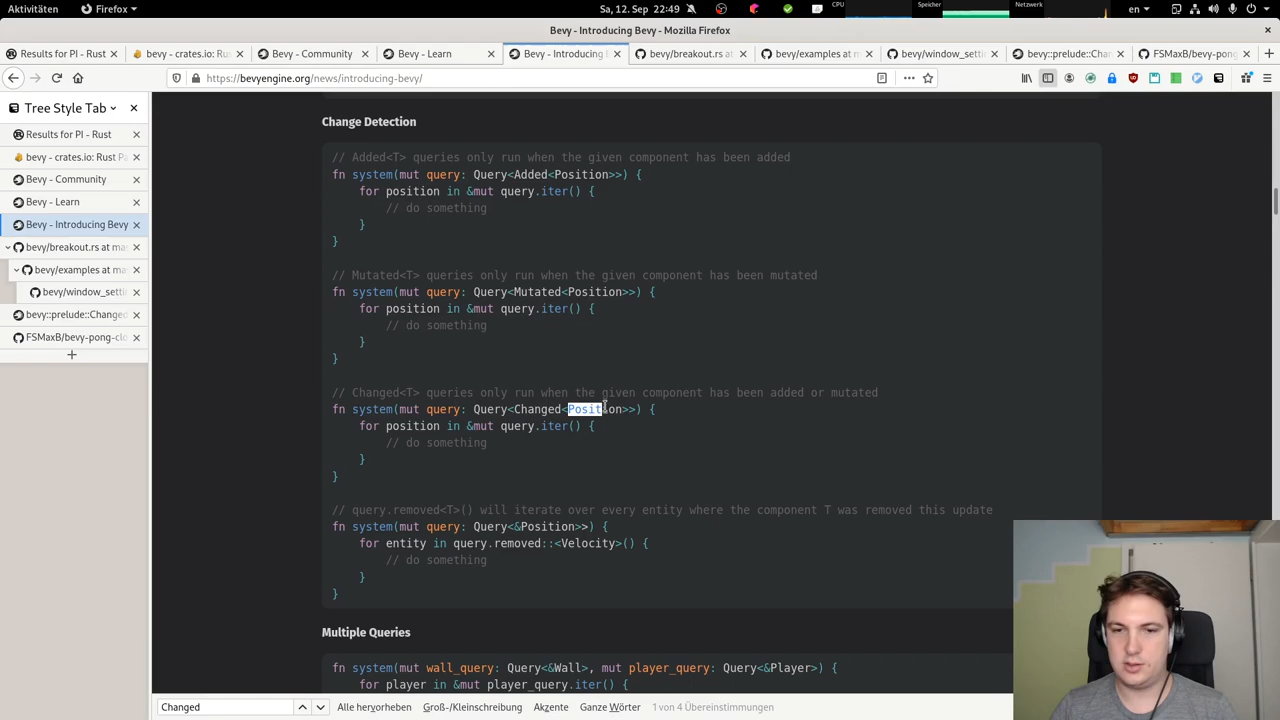 Aktivitäten Firefox Sa, 12. Sep 22:49 CPU Speicher Netzwerk en
Bevy - Introducing Bevy - Mozilla Firefox
Results for PI - Rust bevy - crates.io: Rust Bevy - Community Bevy - Learn Bevy - Introducing bevy/breakout.rs at ma bevy/examples at m bevy/window_setti bevy::prelude::Cha FSMaxB/bevy-pong-
https://bevyengine.org/news/introducing-bevy/
Tree Style Tab
Results for PI - Rust
bevy - crates.io: Rust Pa
Bevy - Community
Bevy - Learn
Bevy - Introducing Bevy
bevy/breakout.rs at ma
bevy/examples at ma
bevy/window_setti
bevy::prelude::Changed
FSMaxB/bevy-pong-clo
Change Detection
// Added<T> queries only run when the given component has been added
fn system(mut query: Query<Added<Position>>) {
for position in &mut query.iter() {
// do something
}
}
// Mutated<T> queries only run when the given component has been mutated
fn system(mut query: Query<Mutated<Position>>) {
for position in &mut query.iter() {
// do something
}
}
// Changed<T> queries only run when the given component has been added or mutated
fn system(mut query: Query<Changed<Position>>) {
for position in &mut query.iter() {
// do something
}
}
// query.removed<T>() will iterate over every entity where the component T was removed this update
fn system(mut query: Query<&Position>>) {
for entity in query.removed::<Velocity>() {
// do something
}
}
Multiple Queries
fn system(mut wall_query: Query<&Wall>, mut player_query: Query<&Player>) {
for player in &mut player_query.iter() {
Changed Alle hervorheben Groß-/Kleinschreibung Akzente Ganze Wörter 1 von 4 Übereinstimmungen